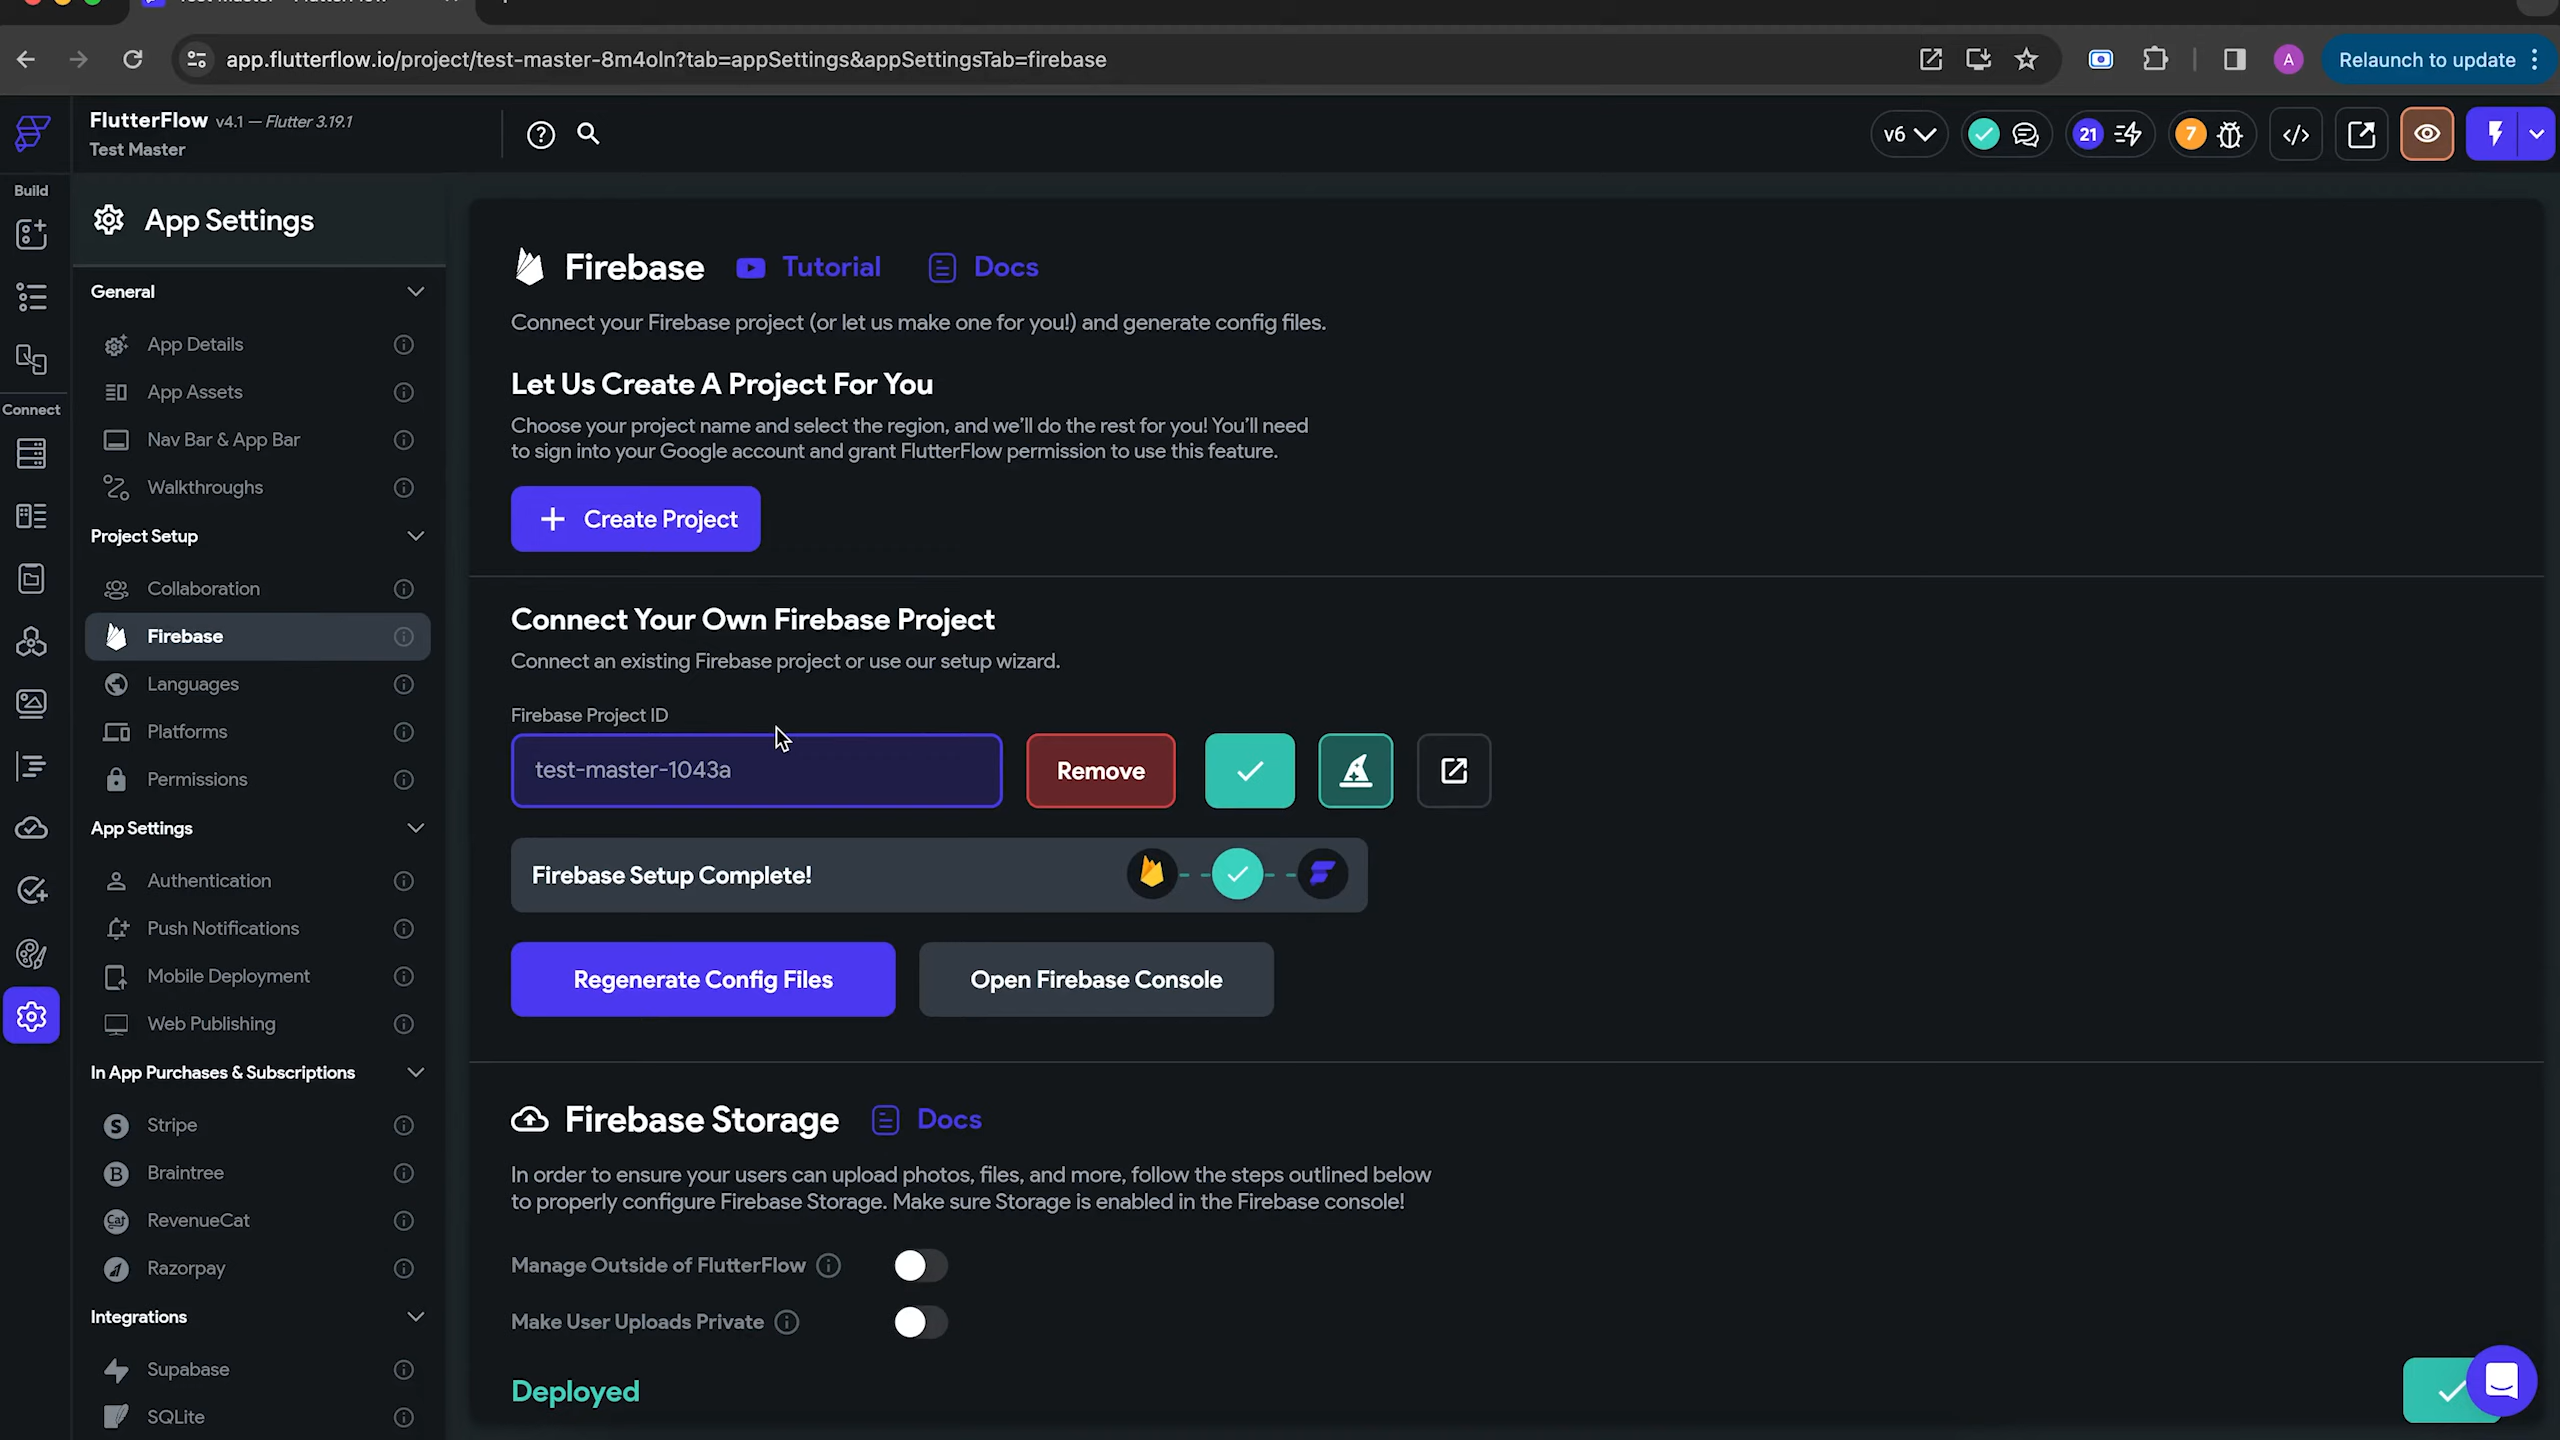 app.flutterflow.io/project/test-master-8m4oln?tab=appSettings&appSettingsTab=firebase
A
Relaunch to update
FlutterFlow v4.1 — Flutter 3.19.1
Test Master
v6
21
7
Build
Connect
App Settings
General
App Details
App Assets
Nav Bar & App Bar
Walkthroughs
Project Setup
Collaboration
Firebase
Languages
Platforms
Permissions
App Settings
Authentication
Push Notifications
Mobile Deployment
Web Publishing
In App Purchases & Subscriptions
Stripe
Braintree
RevenueCat
Razorpay
Integrations
Supabase
SQLite
Firebase
Tutorial
Docs
Connect your Firebase project (or let us make one for you!) and generate config files.
Let Us Create A Project For You
Choose your project name and select the region, and we'll do the rest for you! You'll need
to sign into your Google account and grant FlutterFlow permission to use this feature.
Create Project
Connect Your Own Firebase Project
Connect an existing Firebase project or use our setup wizard.
Firebase Project ID
test-master-1043a
Remove
Firebase Setup Complete!
Regenerate Config Files
Open Firebase Console
Firebase Storage
Docs
In order to ensure your users can upload photos, files, and more, follow the steps outlined below
to properly configure Firebase Storage. Make sure Storage is enabled in the Firebase console!
Manage Outside of FlutterFlow
Make User Uploads Private
Deployed